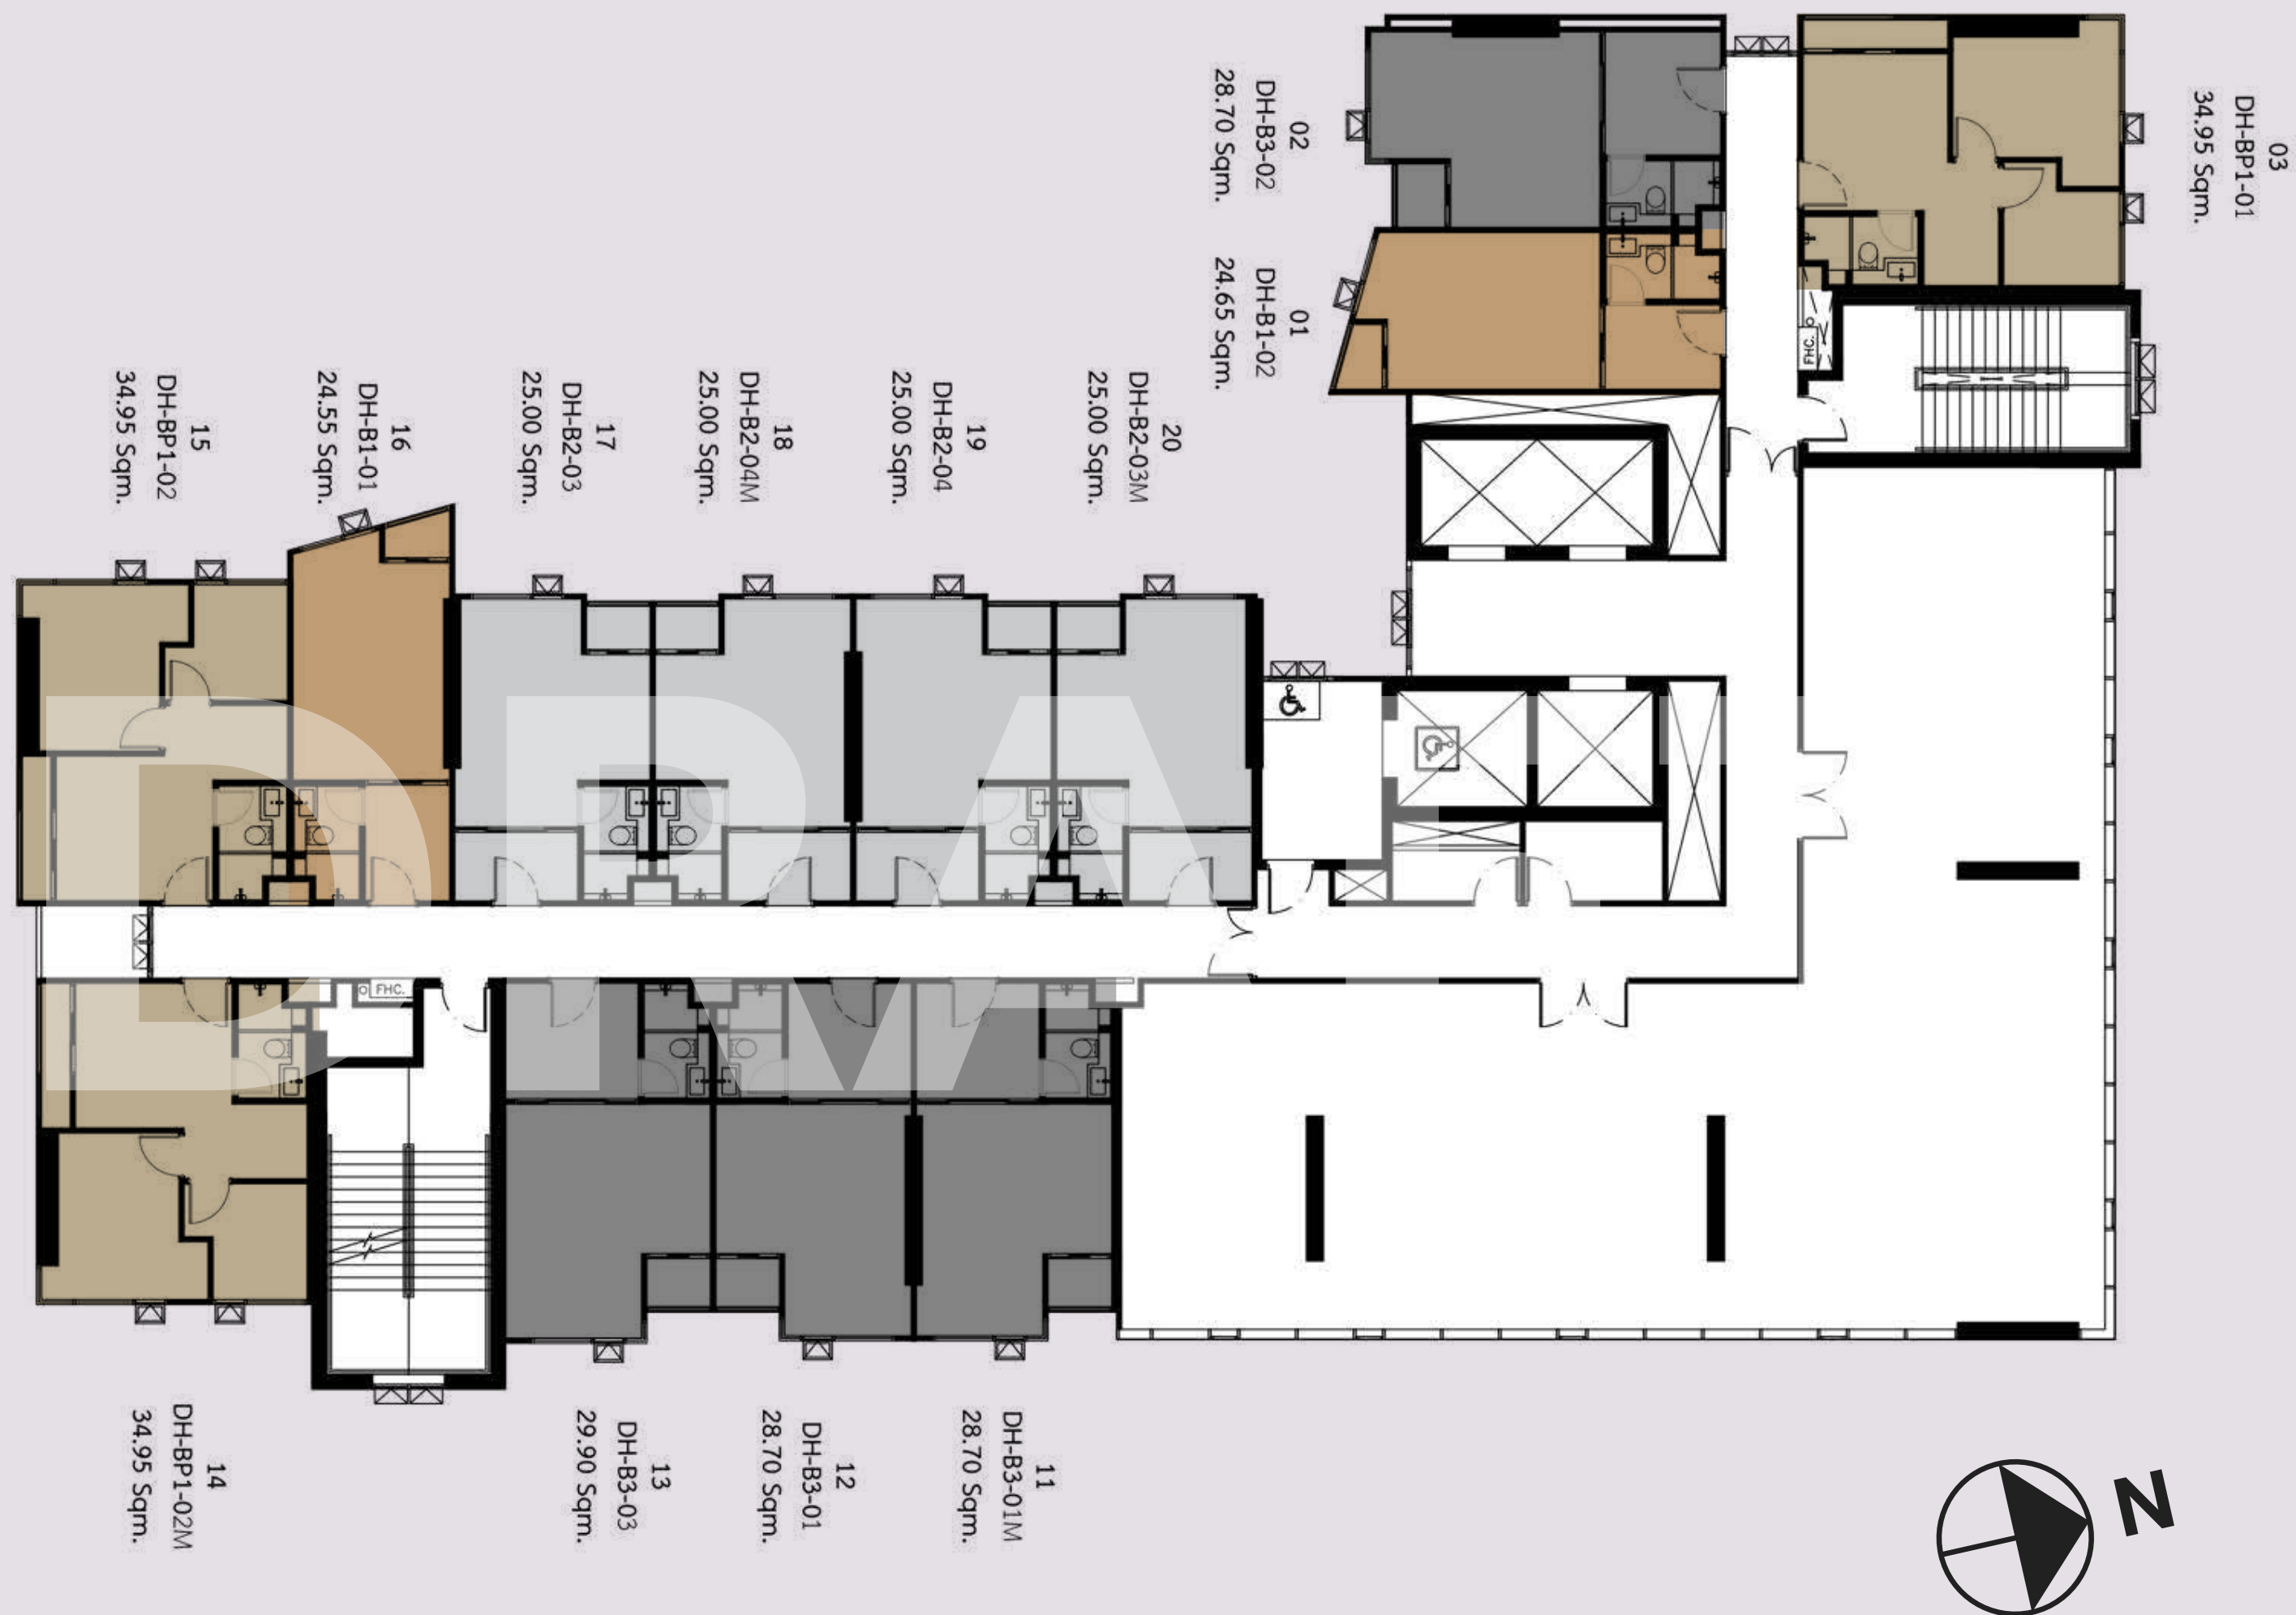 03
DH-BP1-01
34.95 Sqm.
02
DH-B3-02
28.70 Sqm.
01
DH-B1-02
24.65 Sqm.
FHC.
15
DH-BP1-02
34.95 Sqm.
16
DH-B1-01
24.55 Sqm.
17
DH-B2-03
25.00 Sqm.
18
DH-B2-04M
25.00 Sqm.
19
DH-B2-04
25.00 Sqm.
20
DH-B2-03M
25.00 Sqm.
FHC.
14
DH-BP1-02M
34.95 Sqm.
13
DH-B3-03
29.90 Sqm.
12
DH-B3-01
28.70 Sqm.
11
DH-B3-01M
28.70 Sqm.
N